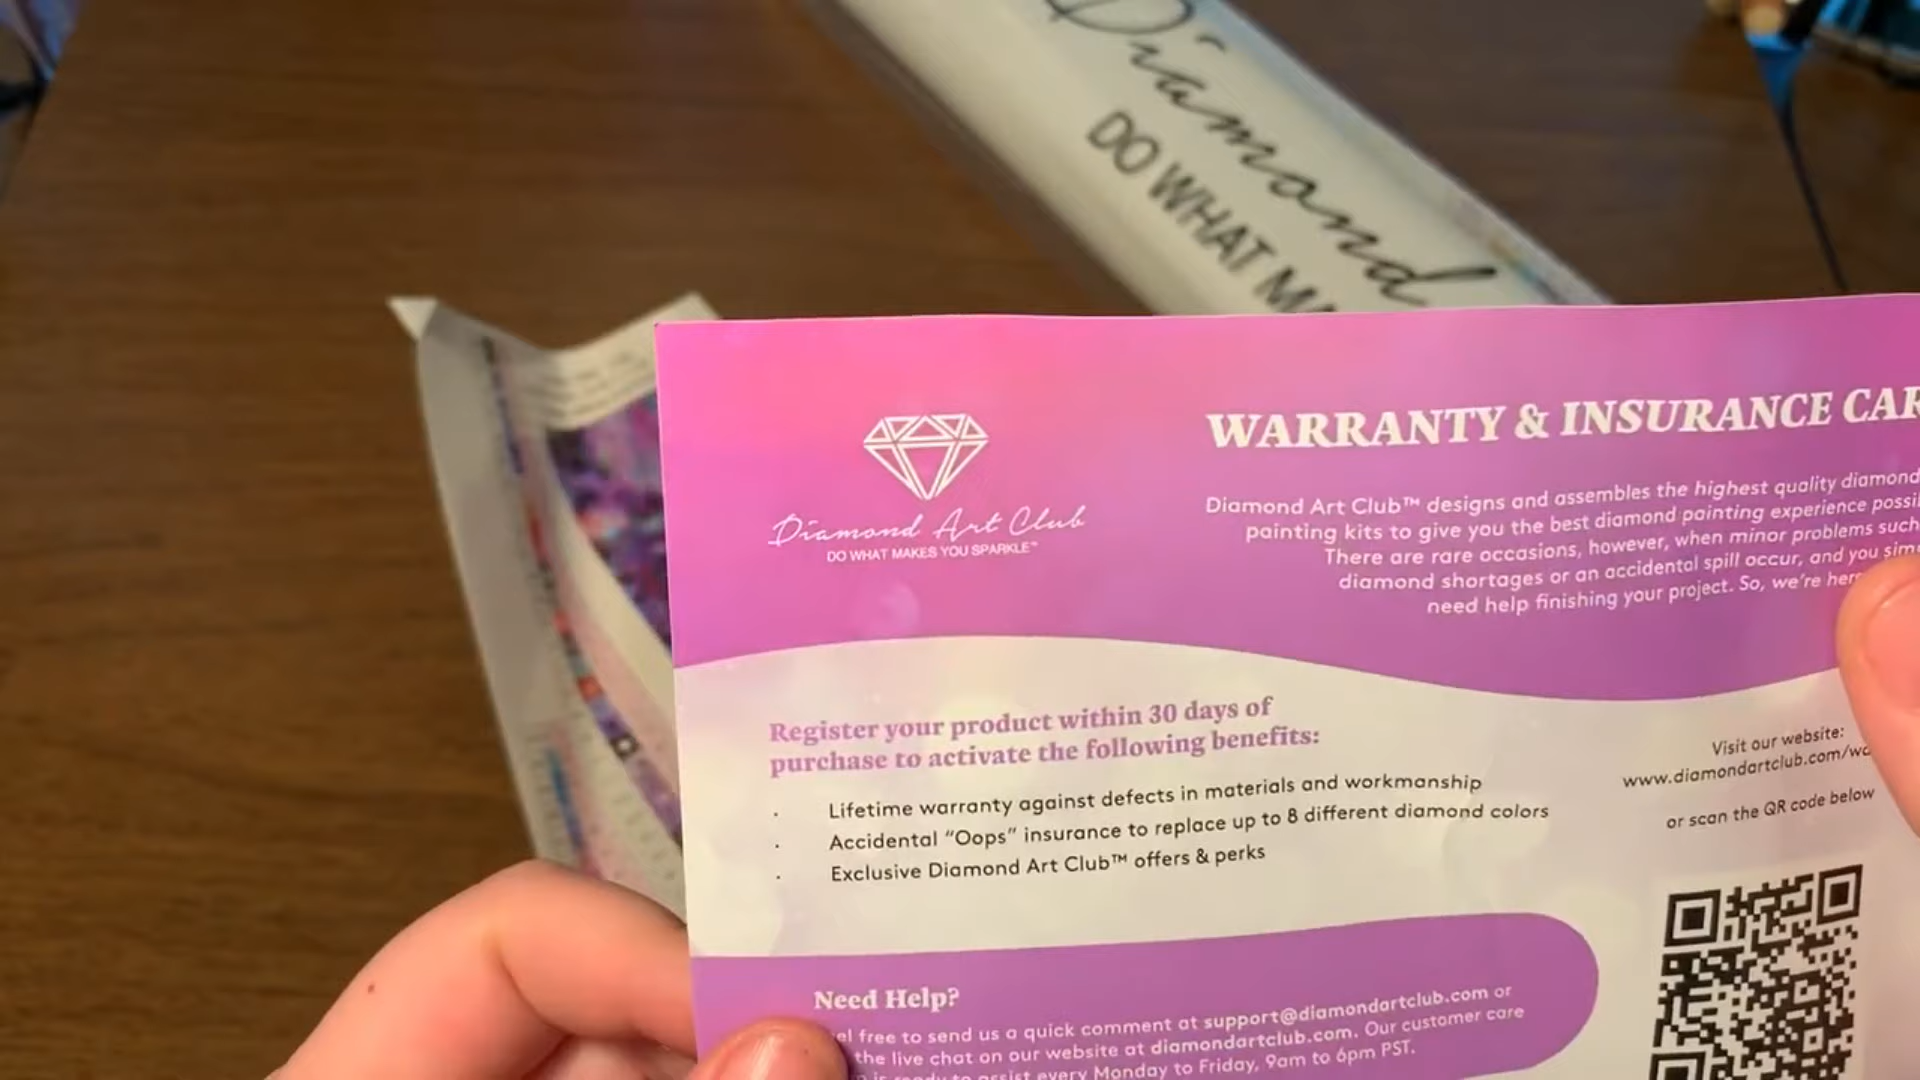 Diamond
DO WHAT
Diamond Art Club
DO WHAT MAKES YOU SPARKLE™
WARRANTY & INSURANCE
Diamond Art Club™ designs and assembles the highest quality diamond
painting kits to give you the best diamond painting experience
There are rare occasions, however, when minor problems such
diamond shortages or an accidental spill occur, and you
need help finishing your project. So, we're
Register your product within 30 days of
purchase to activate the following benefits:
· Lifetime warranty against defects in materials and workmanship
· Accidental “Oops” insurance to replace up to 8 different diamond colors
· Exclusive Diamond Art Club™ offers & perks
Visit our website:
www.diamondartclub.com/wa
or scan the QR code below
Need Help?
free to send us a quick comment at support@diamondartclub.com or
the live chat on our website at diamondartclub.com. Our customer care
ready to assist every Monday to Friday, 9am to 6pm PST.